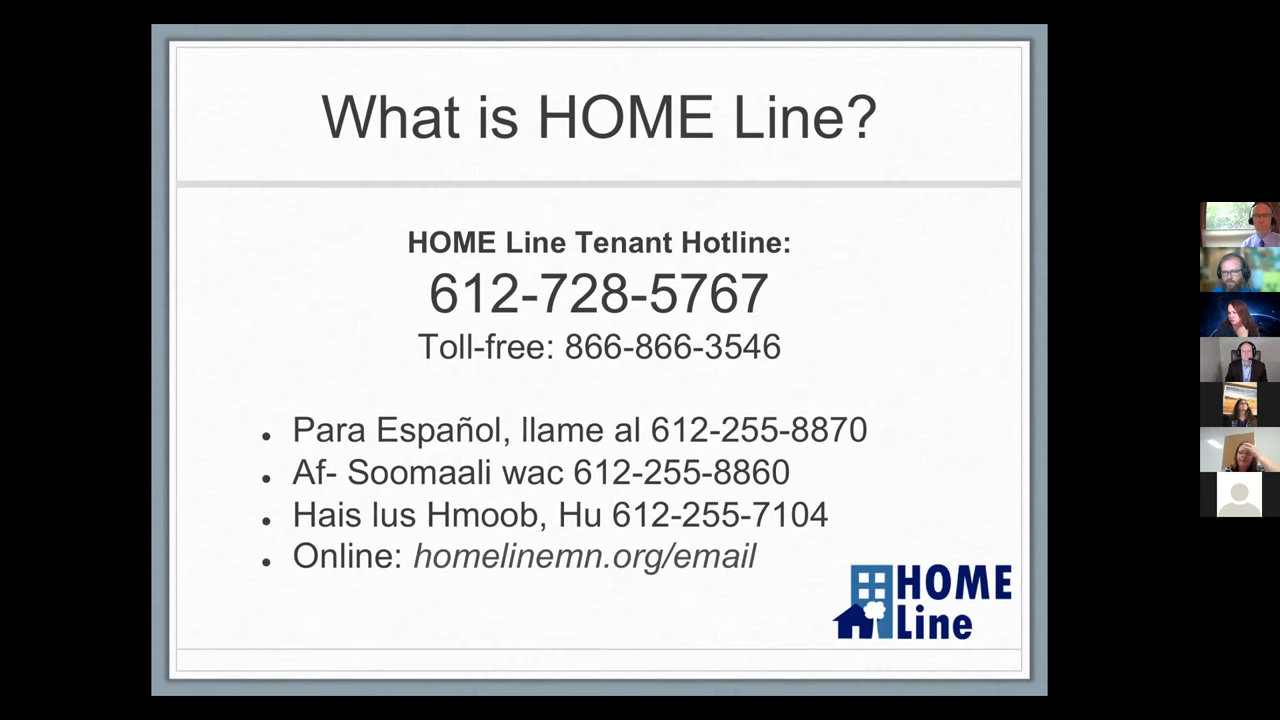 What is HOME Line?
HOME Line Tenant Hotline:
612-728-5767
Toll-free: 866-866-3546
• Para Español, llame al 612-255-8870
• Af- Soomaali wac 612-255-8860
• Hais lus Hmoob, Hu 612-255-7104
• Online: homelinemn.org/email
HOME
Line